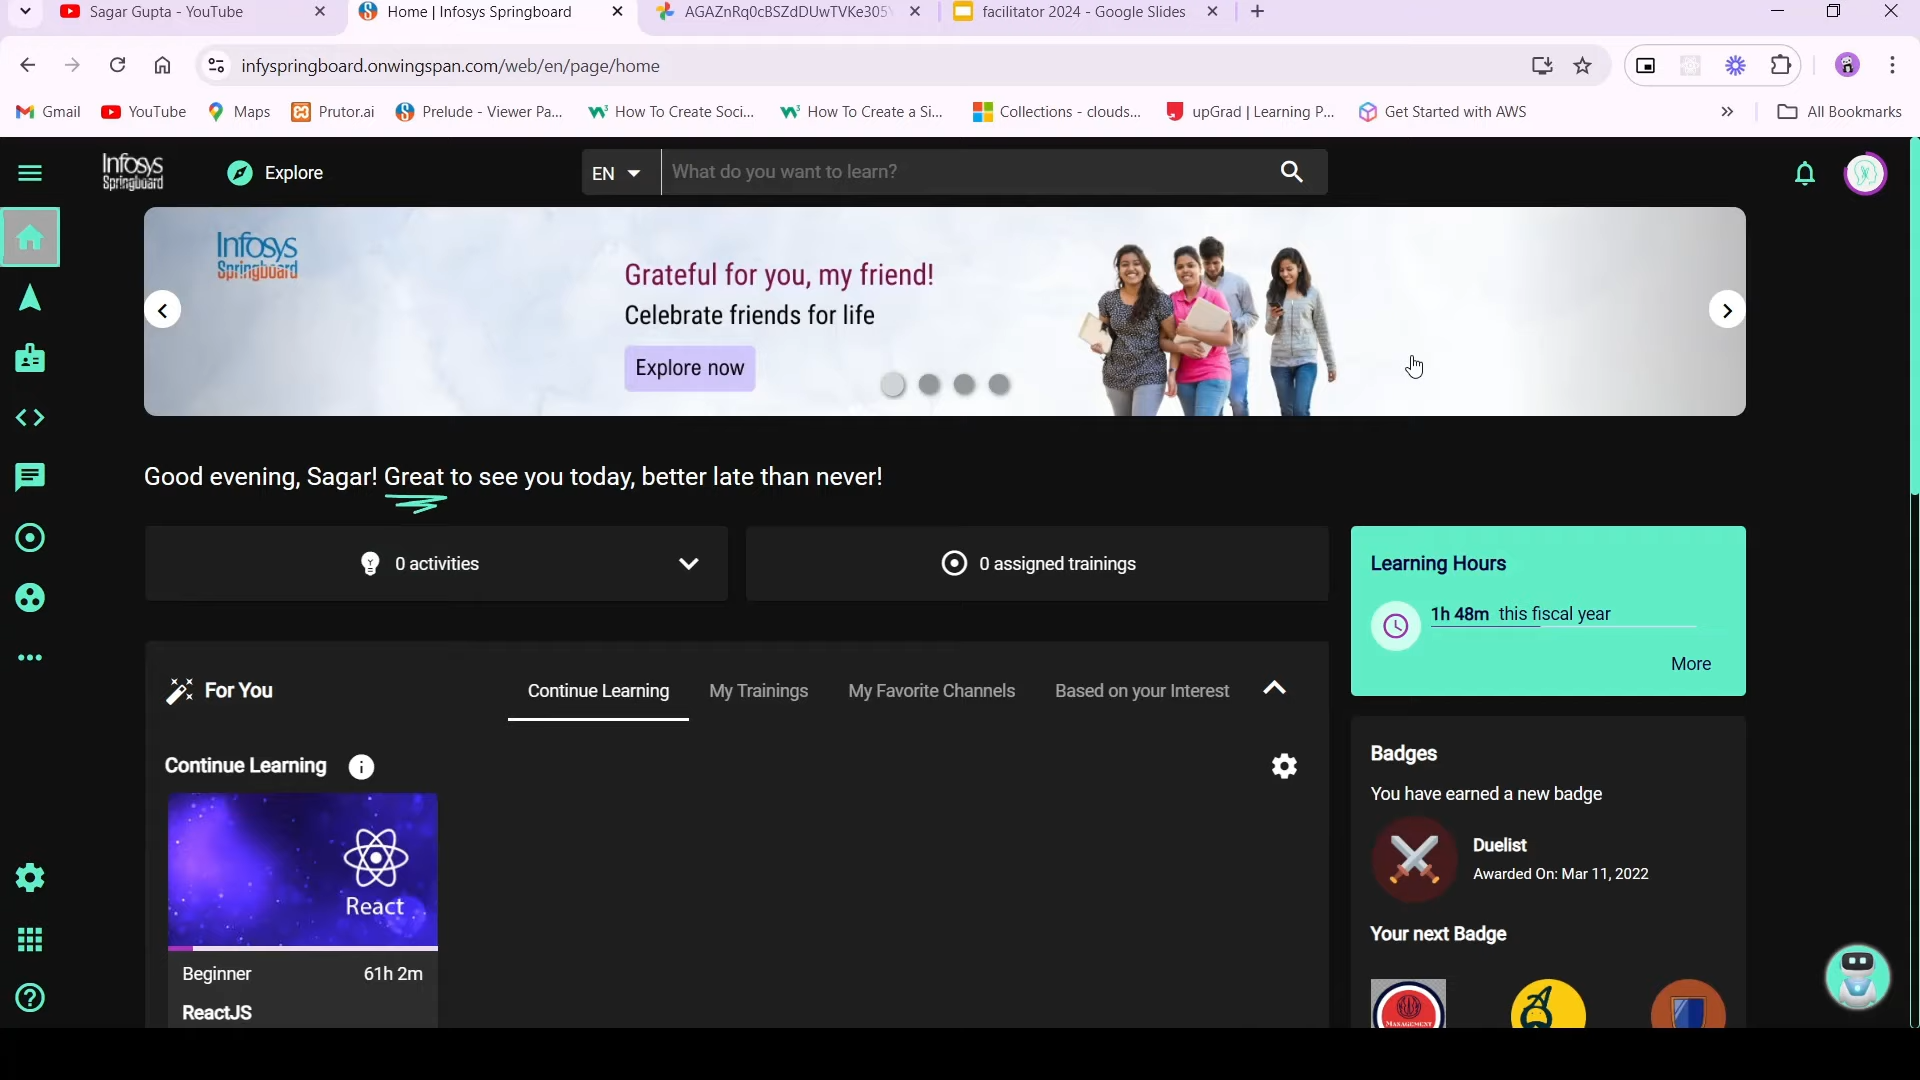 Sagar Gupta - YouTube
Home | Infosys Springboard
AGAZnRq0cBSZdDUwTVKe305
facilitator 2024 - Google Slides
infyspringboard.onwingspan.com/web/en/page/home
Gmail
YouTube
Maps
Prutor.ai
Prelude - Viewer Pa...
How To Create Soci...
How To Create a Si...
Collections - clouds...
upGrad | Learning P...
Get Started with AWS
All Bookmarks
Infosys
Springboard
Explore
EN
What do you want to learn?
Infosys
Springboard
Grateful for you, my friend!
Celebrate friends for life
Explore now
Good evening, Sagar! Great to see you today, better late than never!
0 activities
0 assigned trainings
Learning Hours
1h 48m this fiscal year
More
For You
Continue Learning
My Trainings
My Favorite Channels
Based on your Interest
Continue Learning
React
Beginner
61h 2m
ReactJS
Badges
You have earned a new badge
Duelist
Awarded On: Mar 11, 2022
Your next Badge
MANAGEMENT